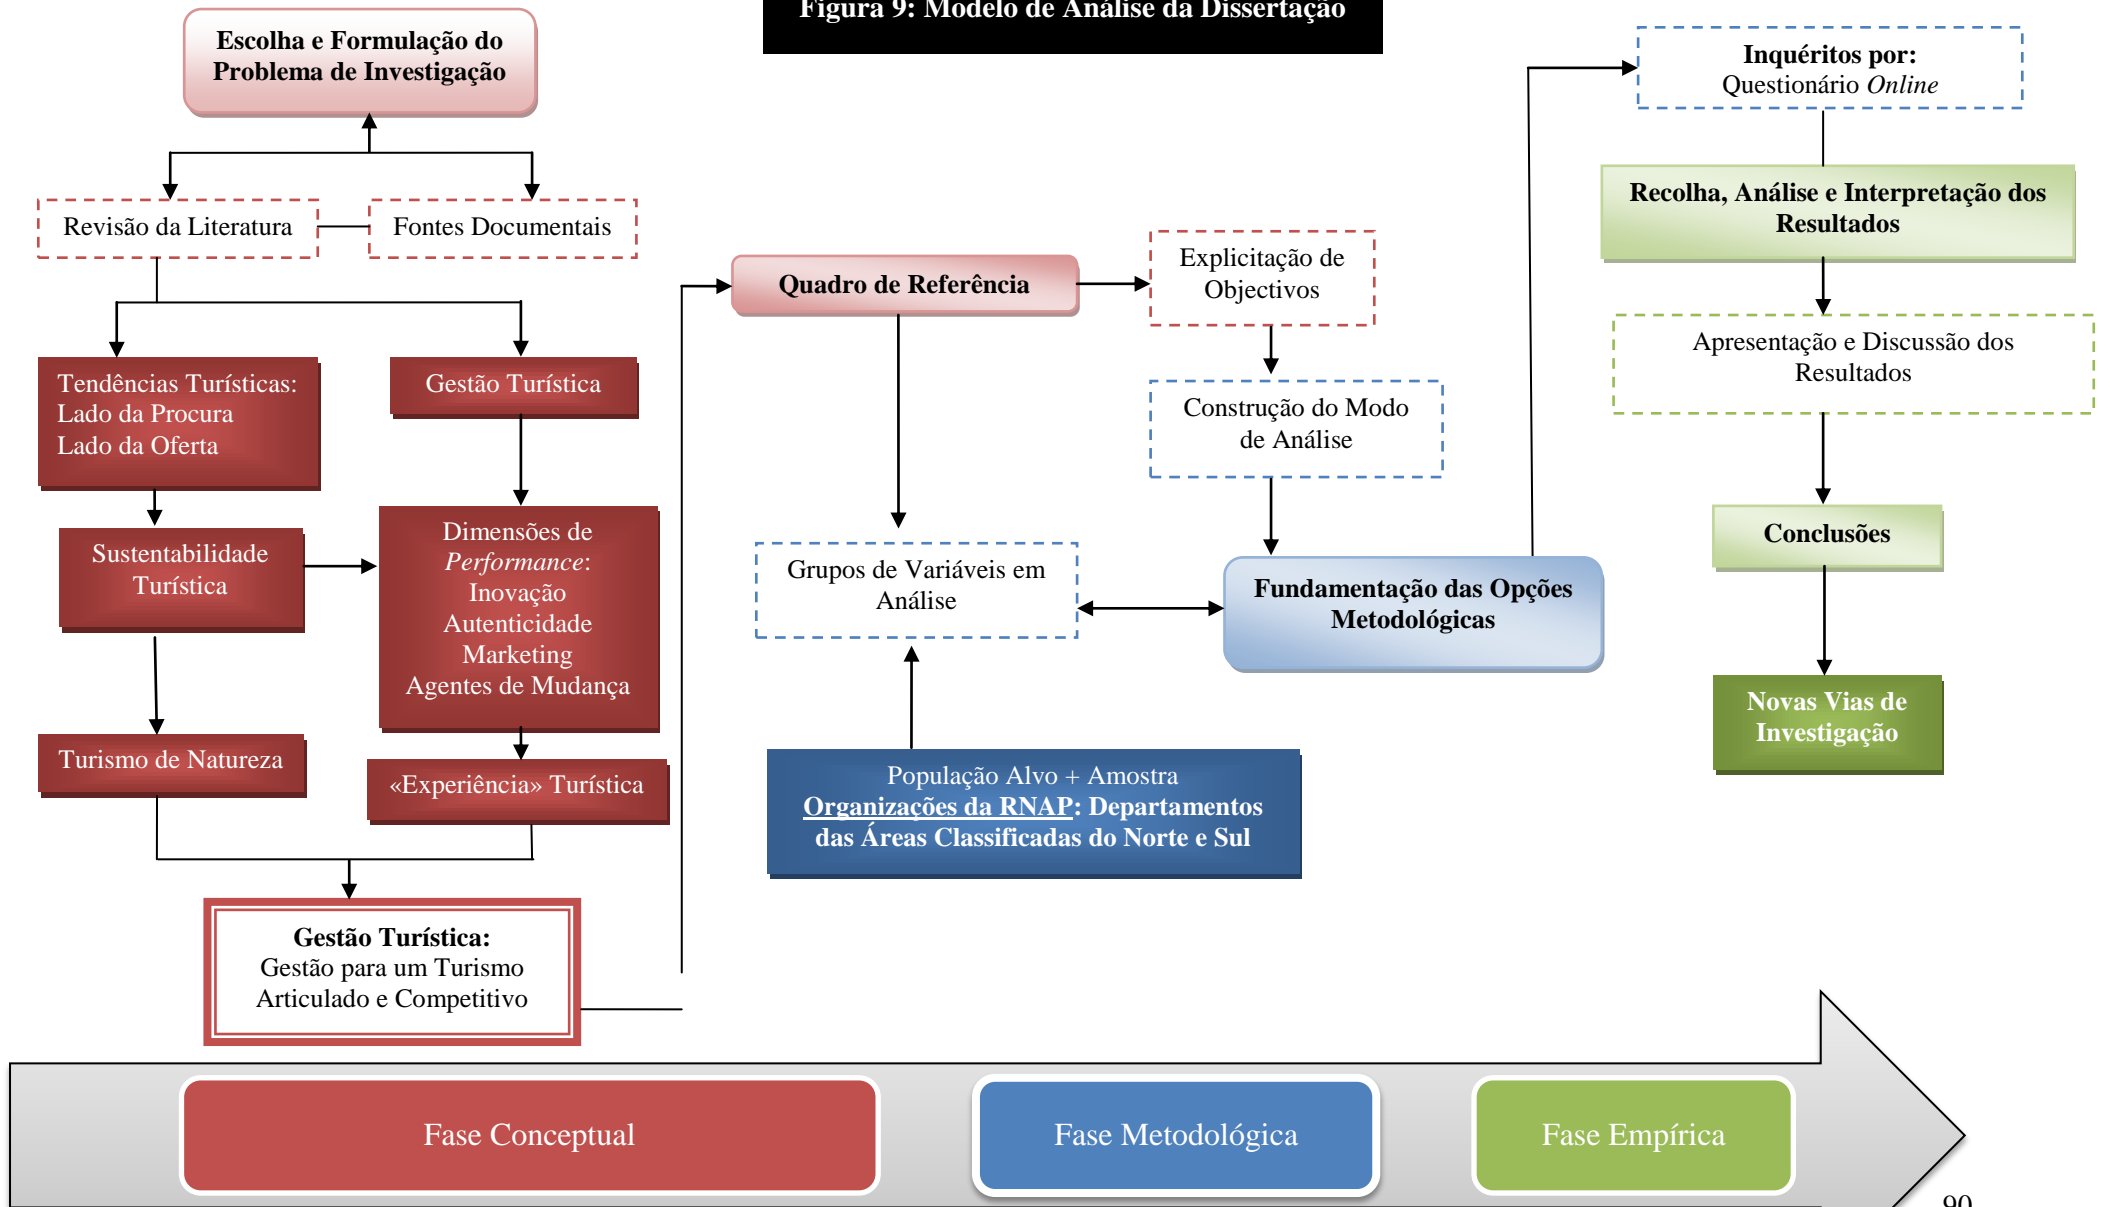 Figura 9: Modelo de Análise da Dissertação
Escolha e Formulação do
Problema de Investigação
Revisão da Literatura
Fontes Documentais
Tendências Turísticas:
Lado da Procura
Lado da Oferta
Gestão Turística
Sustentabilidade
Turística
Dimensões de
Performance:
Inovação
Autenticidade
Marketing
Agentes de Mudança
Turismo de Natureza
«Experiência» Turística
Gestão Turística:
Gestão para um Turismo
Articulado e Competitivo
Quadro de Referência
Explicitação de
Objectivos
Construção do Modo
de Análise
Grupos de Variáveis em
Análise
Fundamentação das Opções
Metodológicas
População Alvo + Amostra
Organizações da RNAP: Departamentos
das Áreas Classificadas do Norte e Sul
Inquéritos por:
Questionário Online
Recolha, Análise e Interpretação dos
Resultados
Apresentação e Discussão dos
Resultados
Conclusões
Novas Vias de
Investigação
Fase Conceptual
Fase Metodológica
Fase Empírica
90